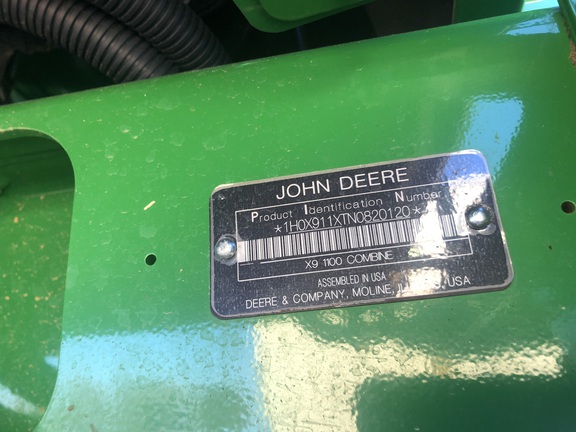 JOHN DEERE
Product Identification Number
*1H0X911XTN0820120*
X9 1100 COMBINE
ASSEMBLED IN USA
DEERE & COMPANY, MOLINE, USA